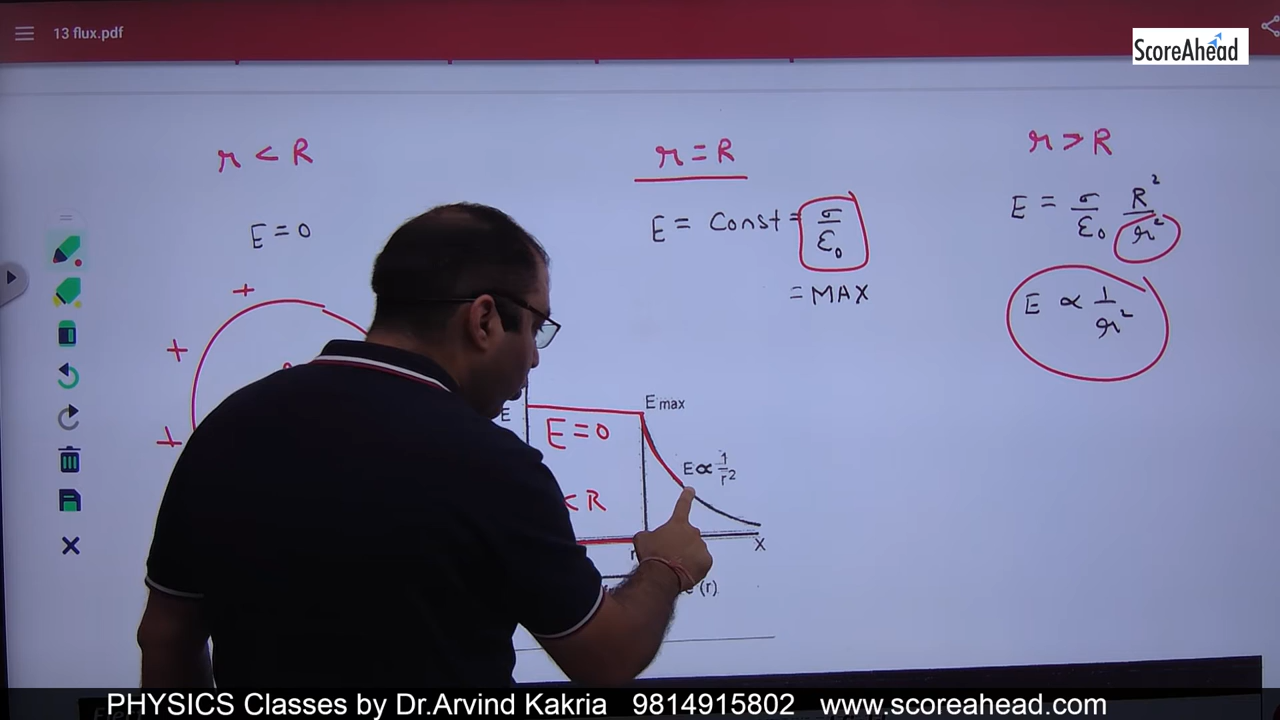 13 flux.pdf
ScoreAhead
r < R
E = 0
r = R
E = Const = σ/ε₀
= MAX
r > R
E = σ/ε₀ R²/r²
E ∝ 1/r²
+
+
+
E
E max
E = 0
E∝ 1/r²
< R
X
(r)
PHYSICS Classes by Dr.Arvind Kakria 9814915802 www.scoreahead.com